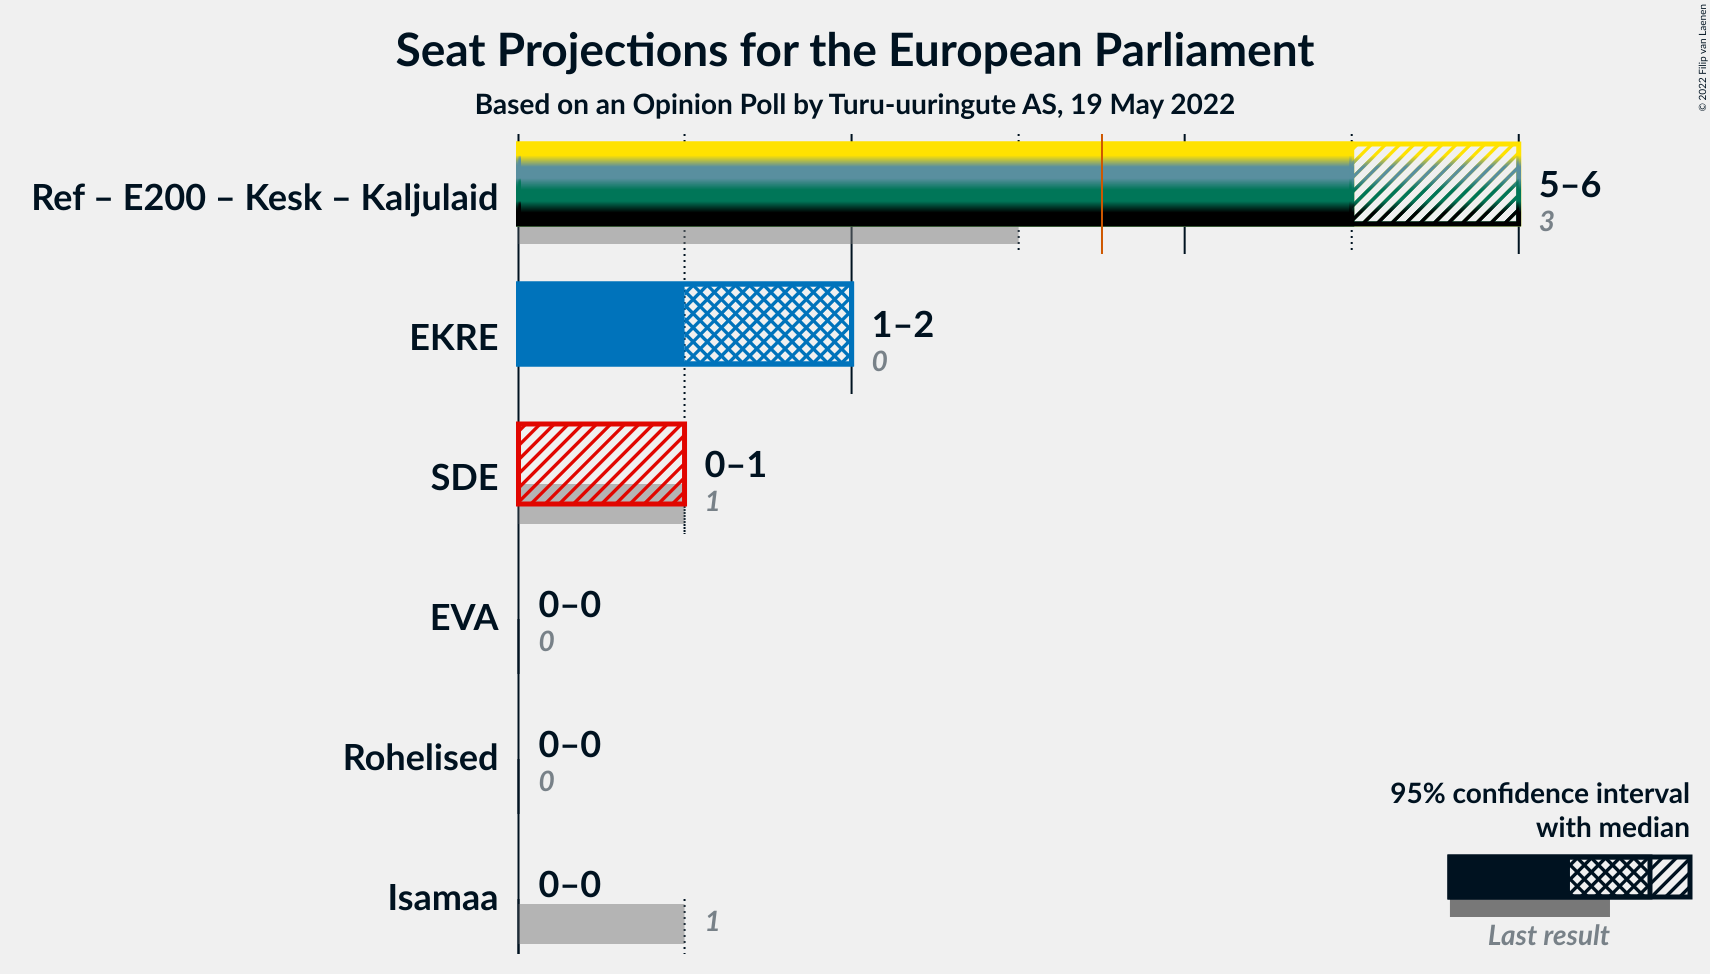 Seat Projections for the European Parliament
Based on an Opinion Poll by Turu-uuringute AS, 19 May 2022
© 2022 Filip van Laenen
Ref – E200 – Kesk – Kaljulaid
5–6
3
EKRE
1–2
0
SDE
0–1
1
EVA
0–0
0
Rohelised
0–0
0
Isamaa
0–0
1
95% confidence interval
with median
Last result